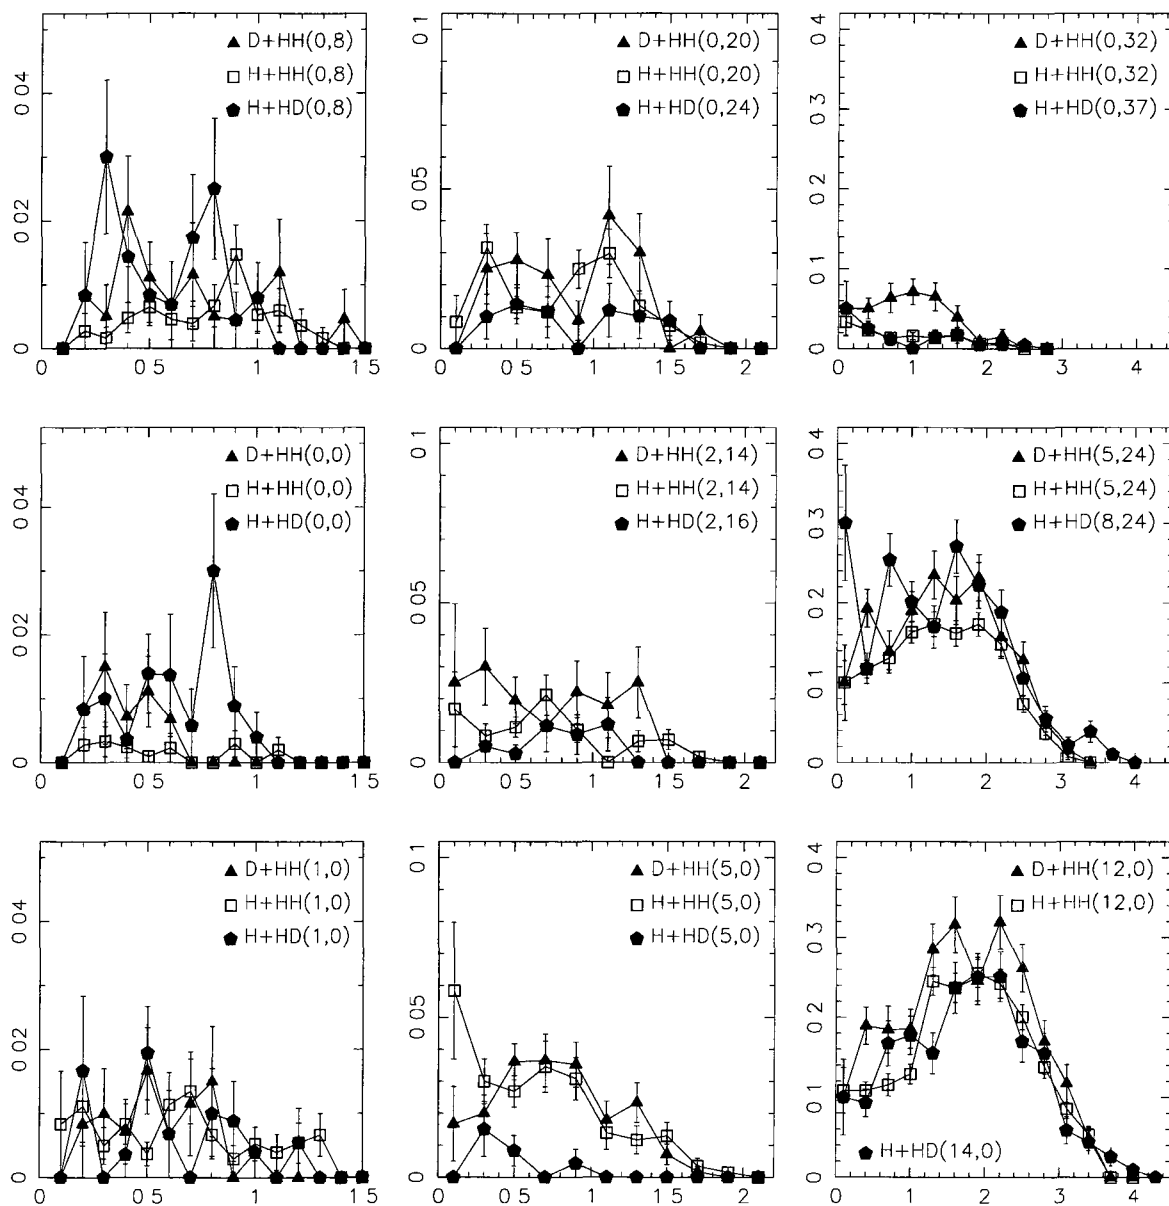 D+HH(0,8)
H+HH(0,8)
H+HD(0,8)
0 04
0 02
0
0 0 5 1 1 5
D+HH(0,20)
H+HH(0,20)
H+HD(0,24)
0 1
0 05
0
0 0 5 1 1 5 2
D+HH(0,32)
H+HH(0,32)
H+HD(0,37)
0 4
0 3
0 2
0 1
0
0 1 2 3 4
D+HH(0,0)
H+HH(0,0)
H+HD(0,0)
0 04
0 02
0
0 0 5 1 1 5
D+HH(2,14)
H+HH(2,14)
H+HD(2,16)
0 1
0 05
0
0 0 5 1 1 5 2
D+HH(5,24)
H+HH(5,24)
H+HD(8,24)
0 4
0 3
0 2
0 1
0
0 1 2 3 4
D+HH(1,0)
H+HH(1,0)
H+HD(1,0)
0 04
0 02
0
0 0 5 1 1 5
D+HH(5,0)
H+HH(5,0)
H+HD(5,0)
0 1
0 05
0
0 0 5 1 1 5 2
D+HH(12,0)
H+HH(12,0)
0 4
0 3
0 2
0 1
H+HD(14,0)
0
0 1 2 3 4